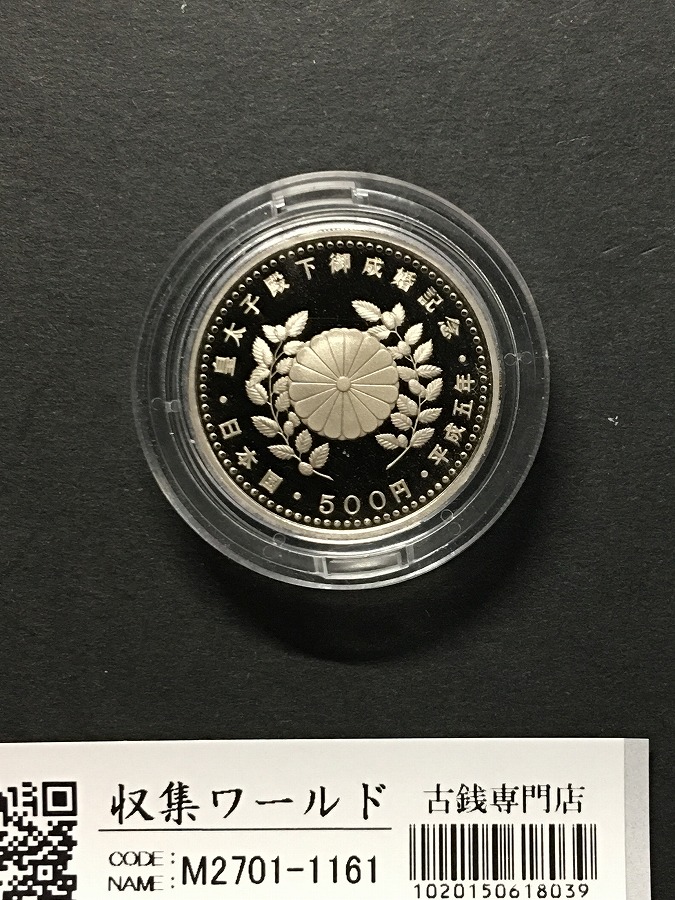 皇太子殿下御成婚記念
・日本国・500円・平成五年・
収集ワールド
古銭専門店
CODE:
NAME:
M2701-1161
1020150618039